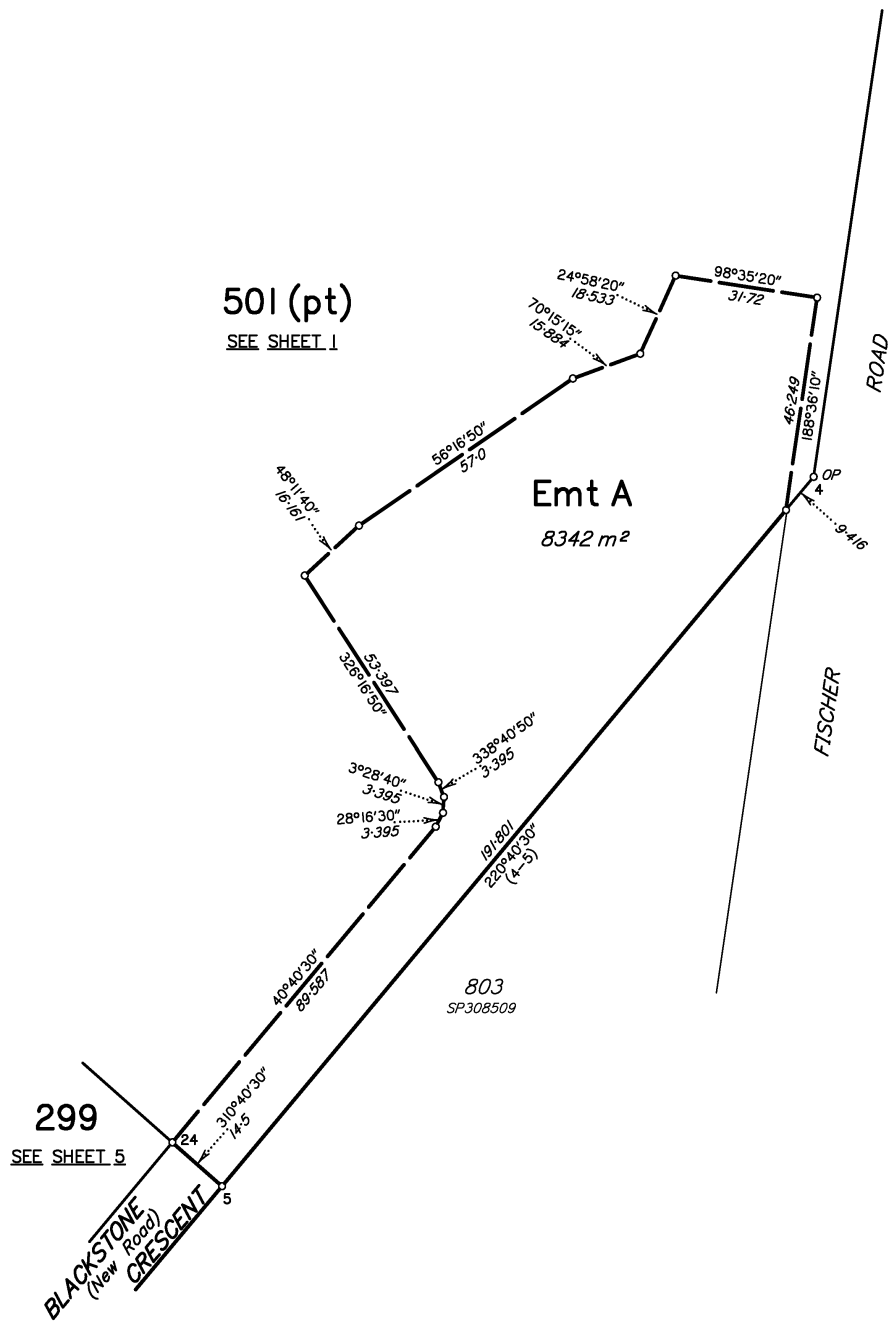 501 (pt)
SEE SHEET 1
24°58'20"
18·533
98°35'20"
31·72
70°15'15"
15·884
ROAD
46·249
188°36'10"
56°16'50"
57·0
48°11'40"
16·161
OP
4
9·416
Emt A
8342 m²
53·397
326°16'50"
FISCHER
338°40'50"
3·395
3°28'40"
3·395
28°16'30"
3·395
191·801
220°40'30"
(4–5)
40°40'30"
89·587
803
SP308509
310°40'30"
14·5
299
SEE SHEET 5
24
5
BLACKSTONE
(New Road)
CRESCENT